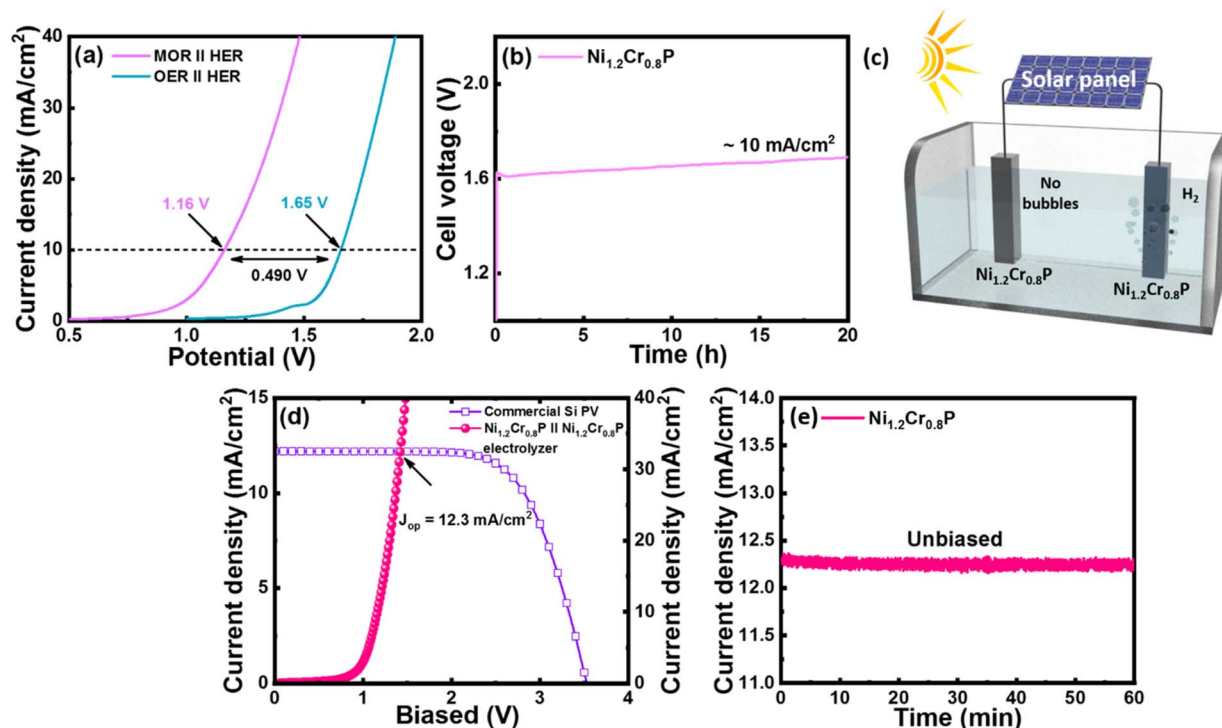 (a)
MOR II HER
OER II HER
1.16 V
1.65 V
0.490 V
Current density (mA/cm²)
40
30
20
10
0
0.5 1.0 1.5 2.0
Potential (V)
(b)
Ni₁.₂Cr₀.₈P
~ 10 mA/cm²
Cell voltage (V)
2.0
1.6
1.2
0 5 10 15 20
Time (h)
(c)
Solar panel
No
bubbles
H₂
Ni₁.₂Cr₀.₈P
Ni₁.₂Cr₀.₈P
(d)
Commercial Si PV
Ni₁.₂Cr₀.₈P II Ni₁.₂Cr₀.₈P
electrolyzer
Jₒₚ = 12.3 mA/cm²
Current density (mA/cm²)
15
10
5
0
0 1 2 3 4
Biased (V)
40
30
20
10
0
Current density (mA/cm²)
(e)
Ni₁.₂Cr₀.₈P
Unbiased
Current density (mA/cm²)
14.0
13.5
13.0
12.5
12.0
11.5
11.0
0 10 20 30 40 50 60
Time (min)